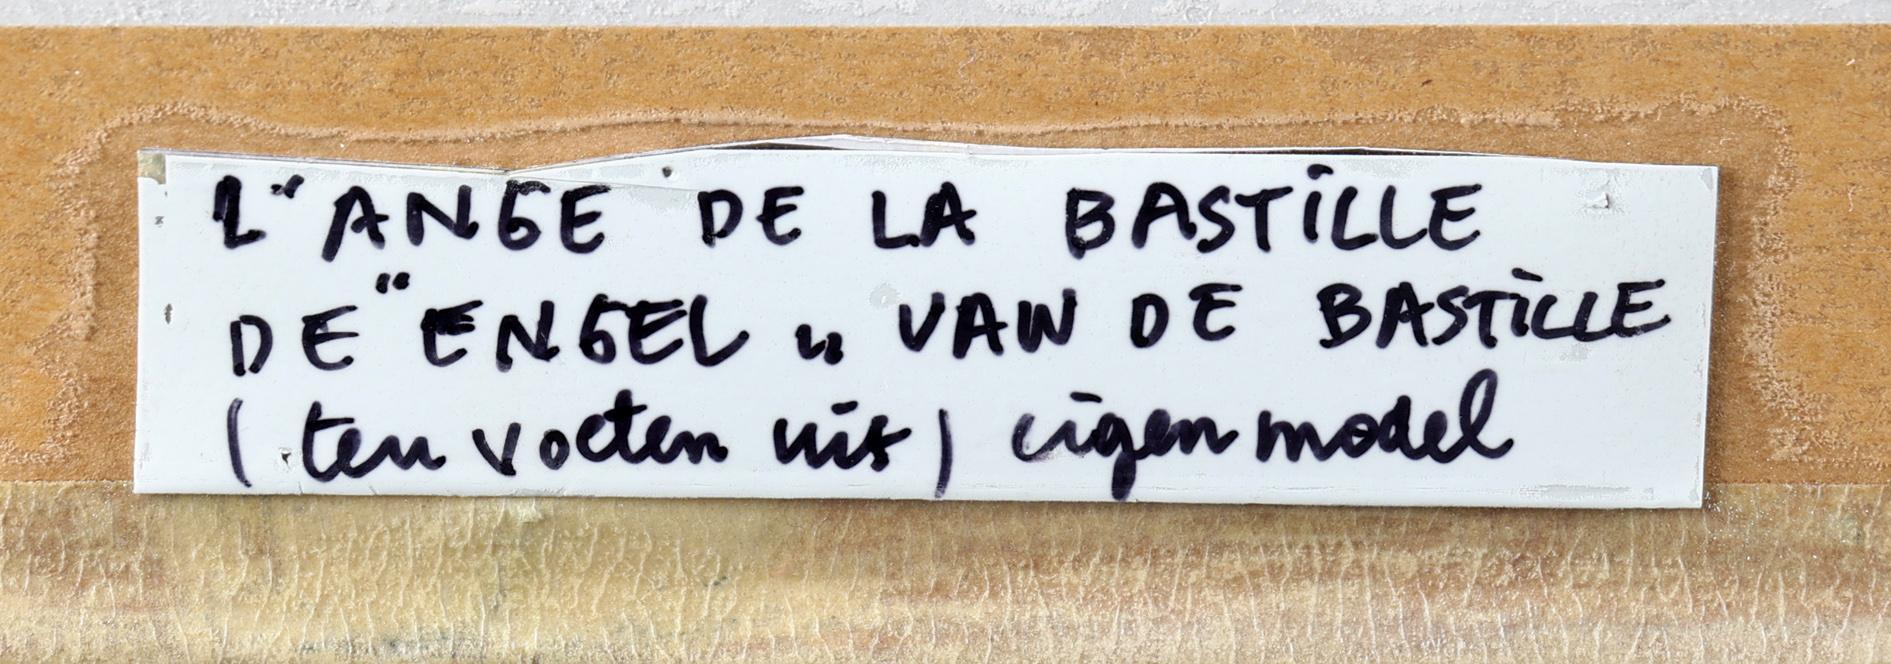 L'ANGE DE LA BASTILLE
DE "ENGEL„ VAN DE BASTILLE
(ten voeten uit) eigen model